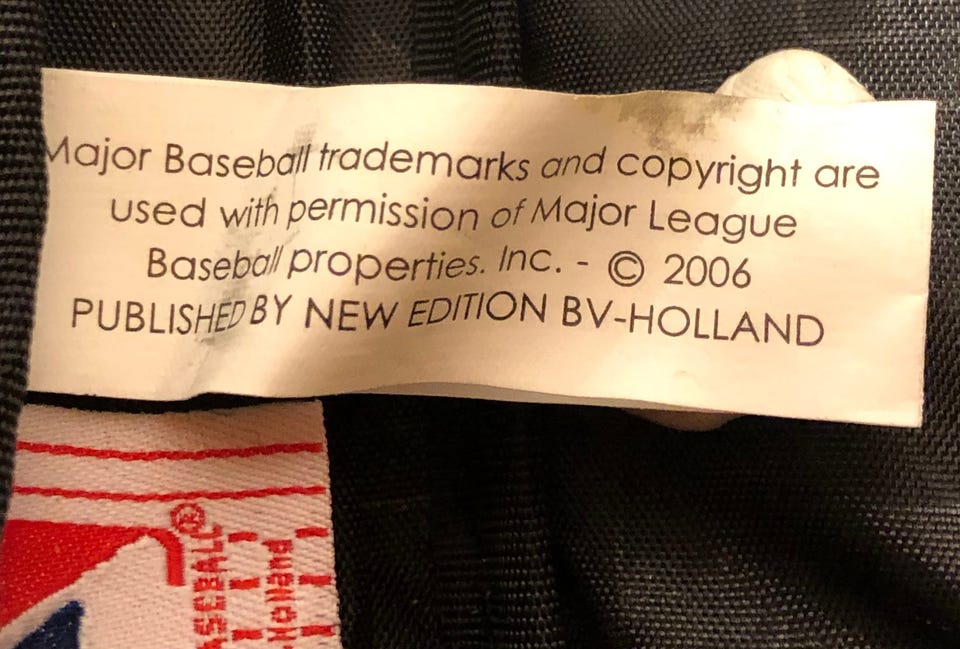 Major Baseball trademarks and copyright are
used with permission of Major League
Baseball properties. Inc. - © 2006
PUBLISHED BY NEW EDITION BV-HOLLAND